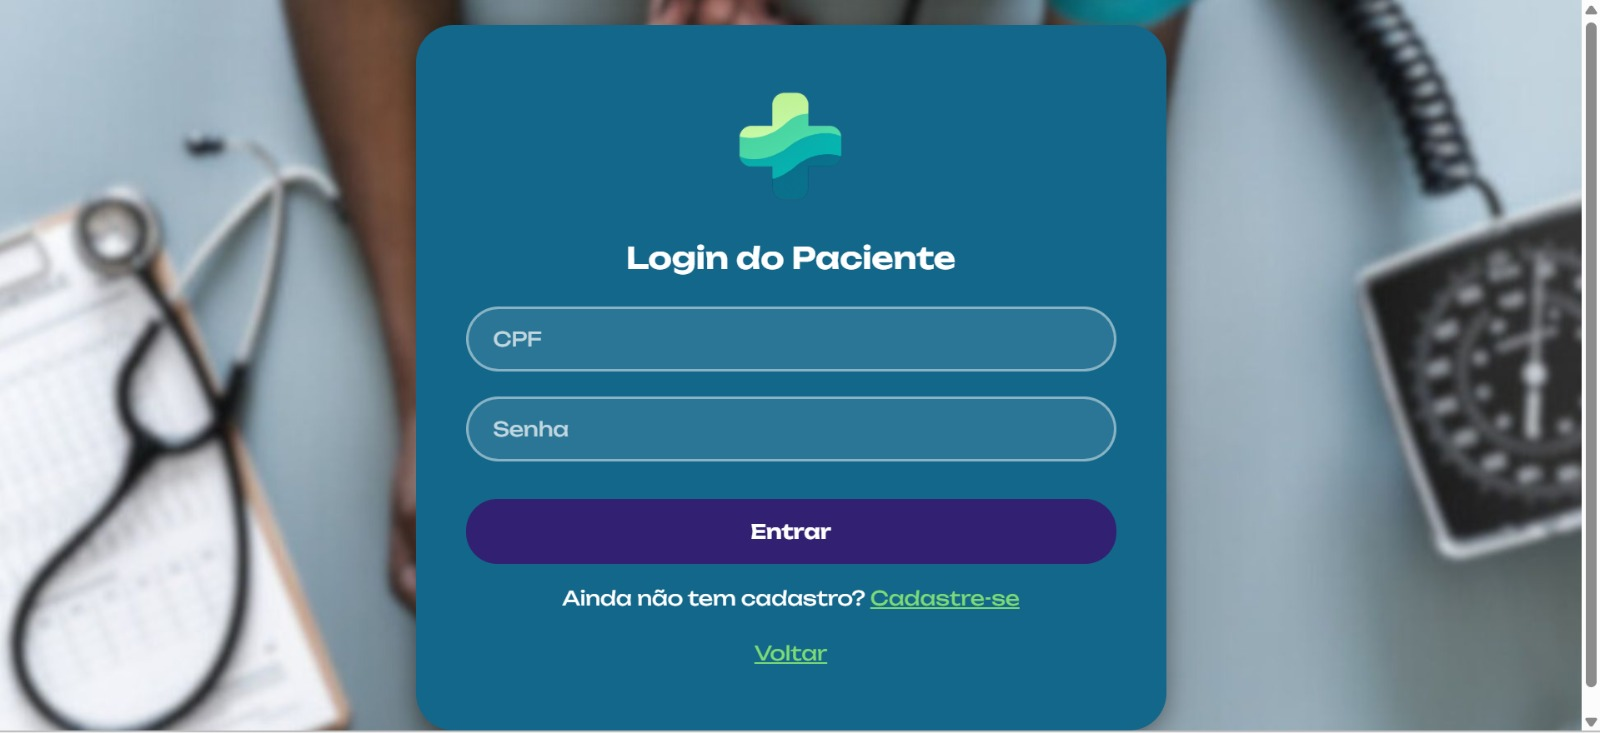 Login do Paciente
CPF
Senha
Entrar
Ainda não tem cadastro? Cadastre-se
Voltar